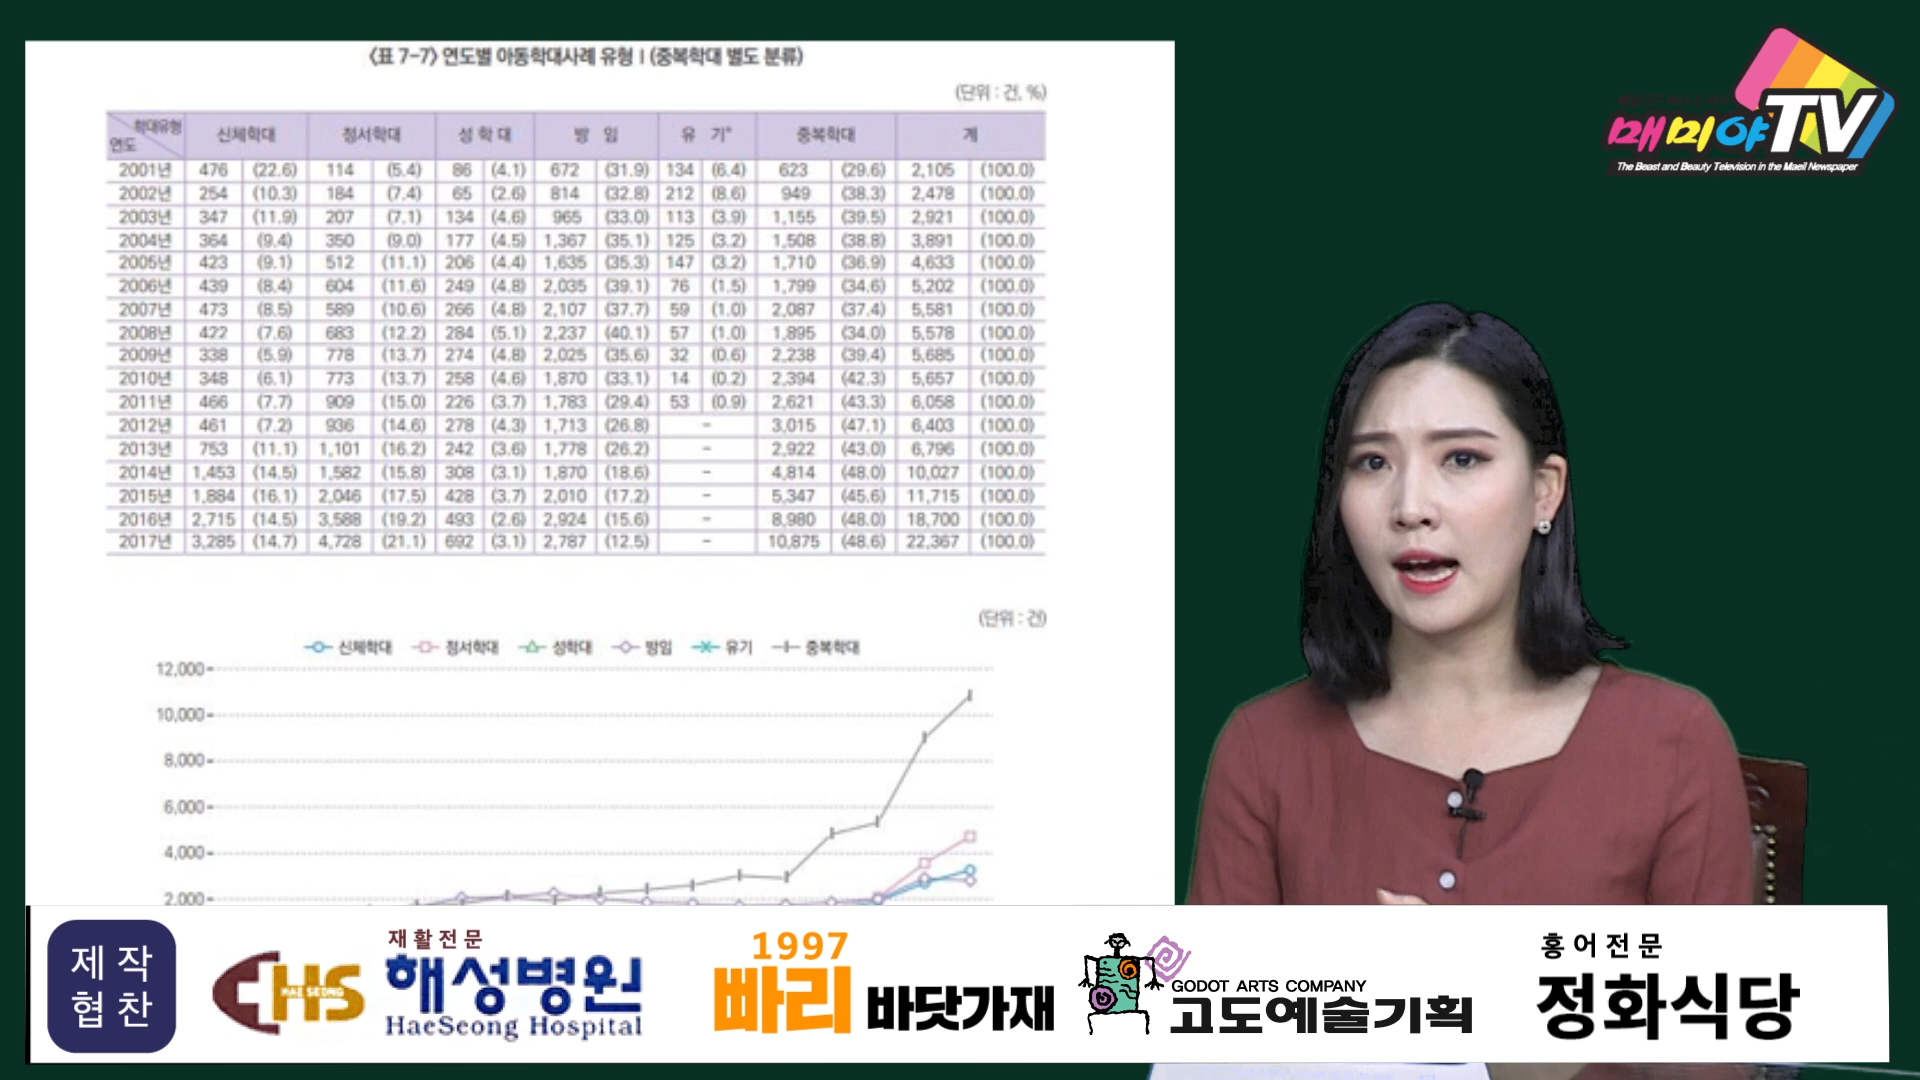 〈표 7-7〉 연도별 아동학대사례 유형 Ⅰ (중복학대 별도 분류)
(단위 : 건, %)
학대유형
연도 신체학대 정서학대 성 학 대 방 임 유 기* 중복학대 계
2001년 476 (22.6) 114 (5.4) 86 (4.1) 672 (31.9) 134 (6.4) 623 (29.6) 2,105 (100.0)
2002년 254 (10.3) 184 (7.4) 65 (2.6) 814 (32.8) 212 (8.6) 949 (38.3) 2,478 (100.0)
2003년 347 (11.9) 207 (7.1) 134 (4.6) 965 (33.0) 113 (3.9) 1,155 (39.5) 2,921 (100.0)
2004년 364 (9.4) 350 (9.0) 177 (4.5) 1,367 (35.1) 125 (3.2) 1,508 (38.8) 3,891 (100.0)
2005년 423 (9.1) 512 (11.1) 206 (4.4) 1,635 (35.3) 147 (3.2) 1,710 (36.9) 4,633 (100.0)
2006년 439 (8.4) 604 (11.6) 249 (4.8) 2,035 (39.1) 76 (1.5) 1,799 (34.6) 5,202 (100.0)
2007년 473 (8.5) 589 (10.6) 266 (4.8) 2,107 (37.7) 59 (1.0) 2,087 (37.4) 5,581 (100.0)
2008년 422 (7.6) 683 (12.2) 284 (5.1) 2,237 (40.1) 57 (1.0) 1,895 (34.0) 5,578 (100.0)
2009년 338 (5.9) 778 (13.7) 274 (4.8) 2,025 (35.6) 32 (0.6) 2,238 (39.4) 5,685 (100.0)
2010년 348 (6.1) 773 (13.7) 258 (4.6) 1,870 (33.1) 14 (0.2) 2,394 (42.3) 5,657 (100.0)
2011년 466 (7.7) 909 (15.0) 226 (3.7) 1,783 (29.4) 53 (0.9) 2,621 (43.3) 6,058 (100.0)
2012년 461 (7.2) 936 (14.6) 278 (4.3) 1,713 (26.8) - 3,015 (47.1) 6,403 (100.0)
2013년 753 (11.1) 1,101 (16.2) 242 (3.6) 1,778 (26.2) - 2,922 (43.0) 6,796 (100.0)
2014년 1,453 (14.5) 1,582 (15.8) 308 (3.1) 1,870 (18.6) - 4,814 (48.0) 10,027 (100.0)
2015년 1,884 (16.1) 2,046 (17.5) 428 (3.7) 2,010 (17.2) - 5,347 (45.6) 11,715 (100.0)
2016년 2,715 (14.5) 3,588 (19.2) 493 (2.6) 2,924 (15.6) - 8,980 (48.0) 18,700 (100.0)
2017년 3,285 (14.7) 4,728 (21.1) 692 (3.1) 2,787 (12.5) - 10,875 (48.6) 22,367 (100.0)
(단위 : 건)
신체학대 정서학대 성학대 방임 유기 중복학대
12,000
10,000
8,000
6,000
4,000
2,000
매미야TV
The Beast and Beauty Television in the Maeil Newspaper
제작
협찬
CHS
HAE SEONG
재활전문
해성병원
HaeSeong Hospital
1997
빠리 바닷가재
GODOT ARTS COMPANY
고도예술기획
홍어전문
정화식당